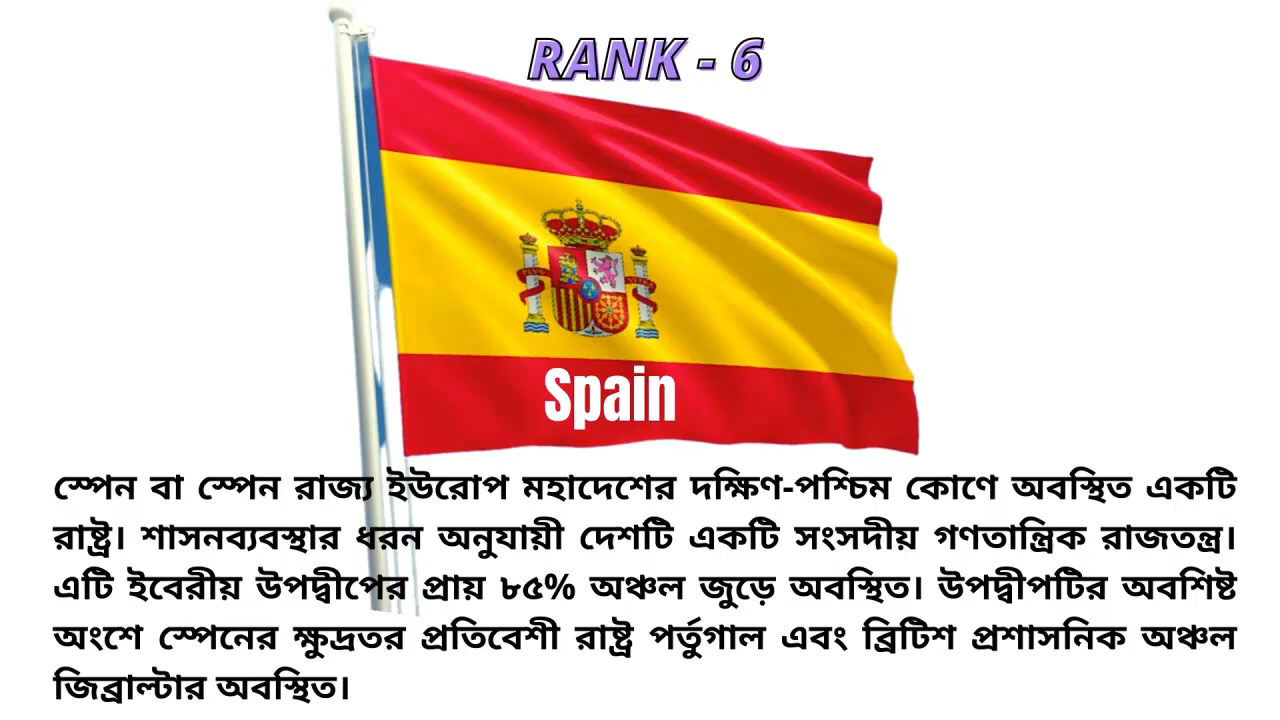 RANK - 6
Spain
স্পেন বা স্পেন রাজ্য ইউরোপ মহাদেশের দক্ষিণ-পশ্চিম কোণে অবস্থিত একটি
রাষ্ট্র। শাসনব্যবস্থার ধরন অনুযায়ী দেশটি একটি সংসদীয় গণতান্ত্রিক রাজতন্ত্র।
এটি ইবেরীয় উপদ্বীপের প্রায় ৮৫% অঞ্চল জুড়ে অবস্থিত। উপদ্বীপটির অবশিষ্ট
অংশে স্পেনের ক্ষুদ্রতর প্রতিবেশী রাষ্ট্র পর্তুগাল এবং ব্রিটিশ প্রশাসনিক অঞ্চল
জিব্রাল্টার অবস্থিত।